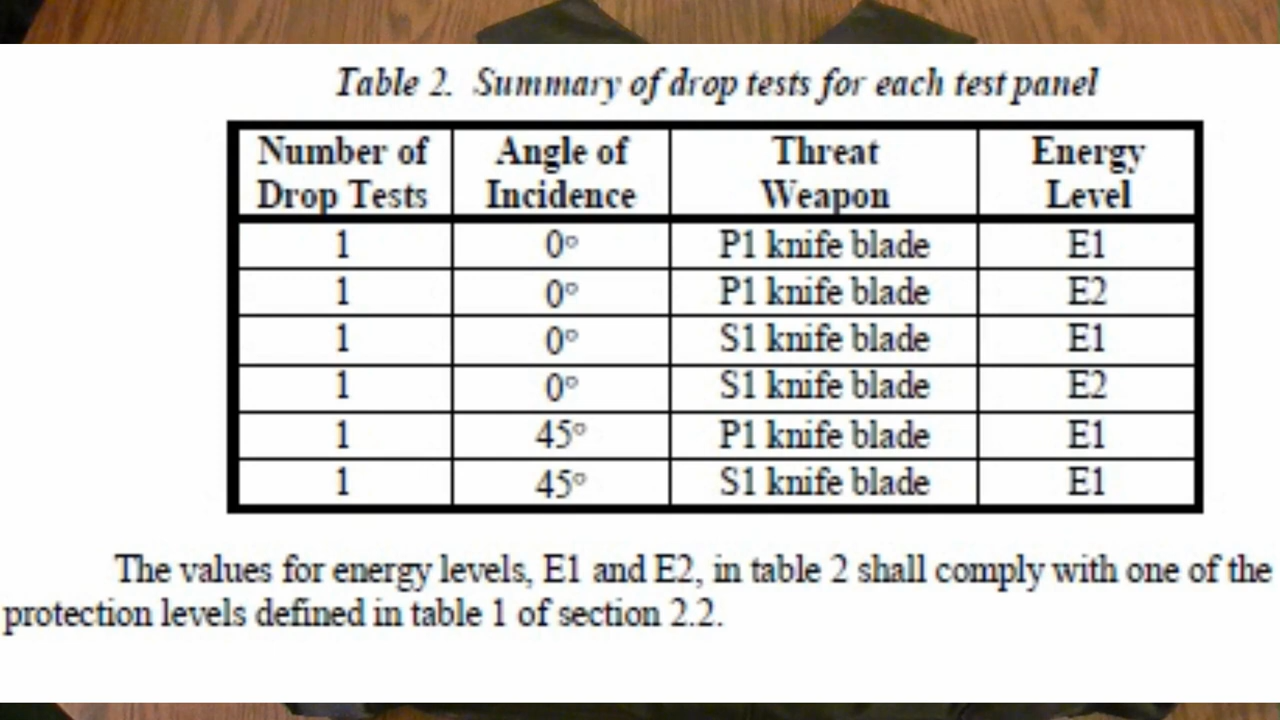 Table 2. Summary of drop tests for each test panel
Number of Drop Tests Angle of Incidence Threat Weapon Energy Level
1 0° P1 knife blade E1
1 0° P1 knife blade E2
1 0° S1 knife blade E1
1 0° S1 knife blade E2
1 45° P1 knife blade E1
1 45° S1 knife blade E1
The values for energy levels, E1 and E2, in table 2 shall comply with one of the
protection levels defined in table 1 of section 2.2.